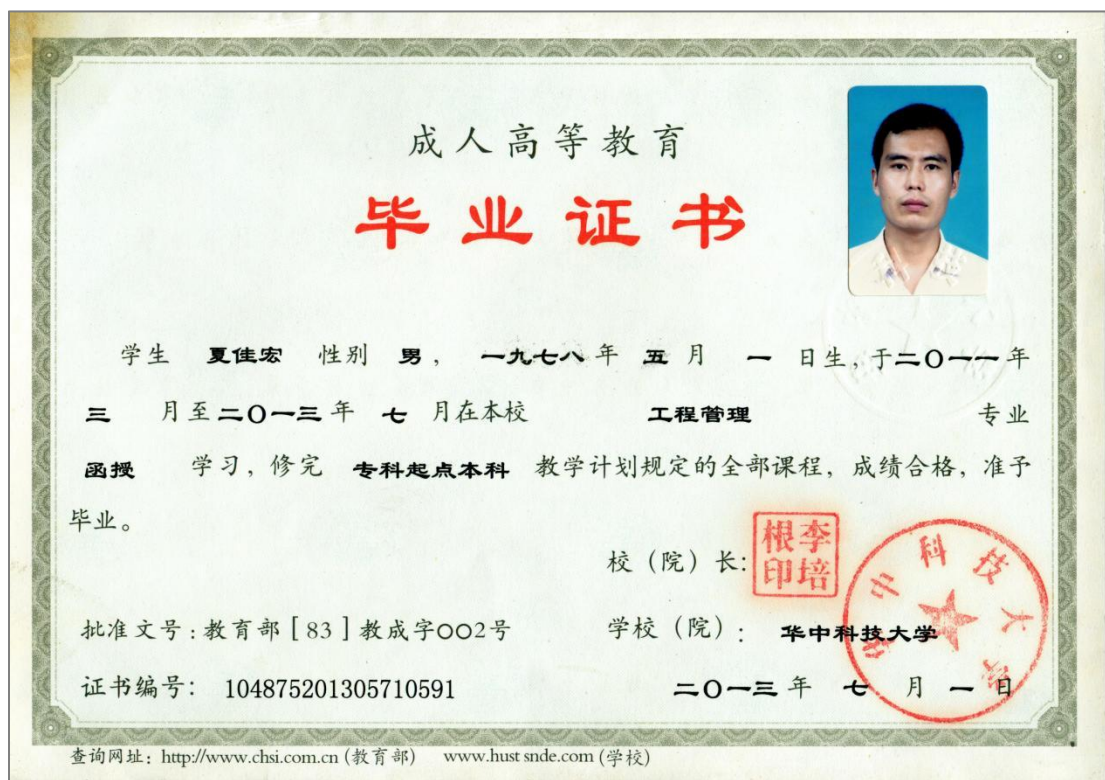 成人高等教育
毕业证书
学生 夏佳宏 性别 男， 一九七八 年 五 月 一 日生，于二〇一一年
三 月至二〇一三年 七 月在本校 工程管理 专业
函授 学习，修完 专科起点本科 教学计划规定的全部课程，成绩合格，准予
毕业。
校（院）长：
李培根印
批准文号：教育部［83］教成字〇〇2号
学校（院）： 华中科技大学
华中科技大学
证书编号： 104875201305710591
二〇一三 年 七 月 一 日
查询网址：http://www.chsi.com.cn (教育部) www.hust snde.com (学校)